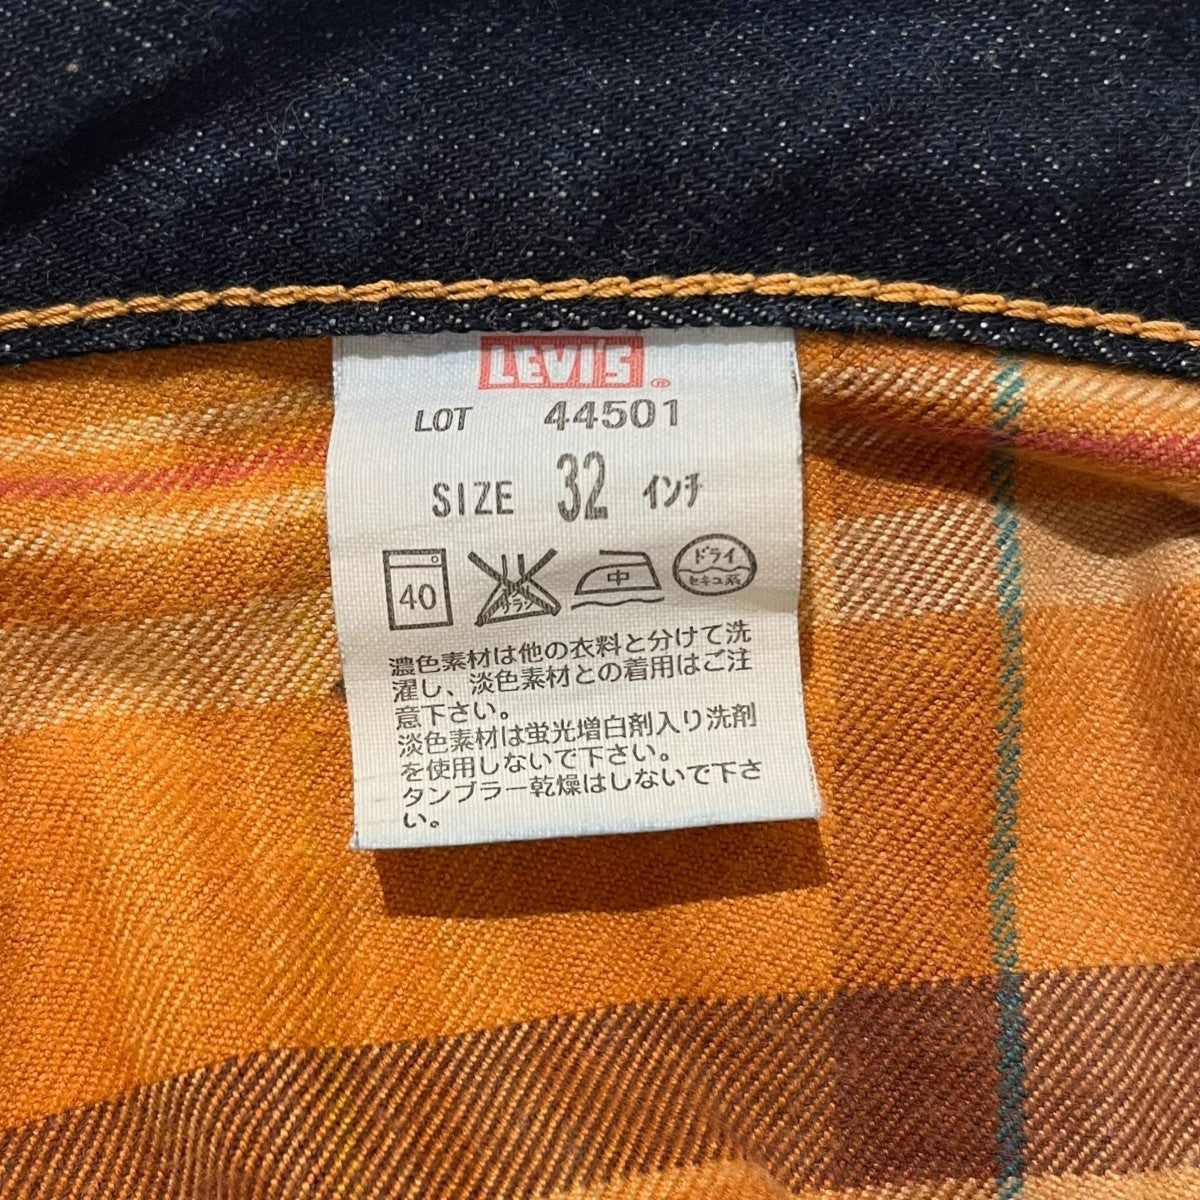 LEVI'S ®
LOT 44501
SIZE 32 インチ
40 サラシ 中 ドライ
セキユ系
濃色素材は他の衣料と分けて洗
濯し、淡色素材との着用はご注
意下さい。
淡色素材は蛍光増白剤入り洗剤
を使用しないで下さい。
タンブラー乾燥はしないで下さ
い。